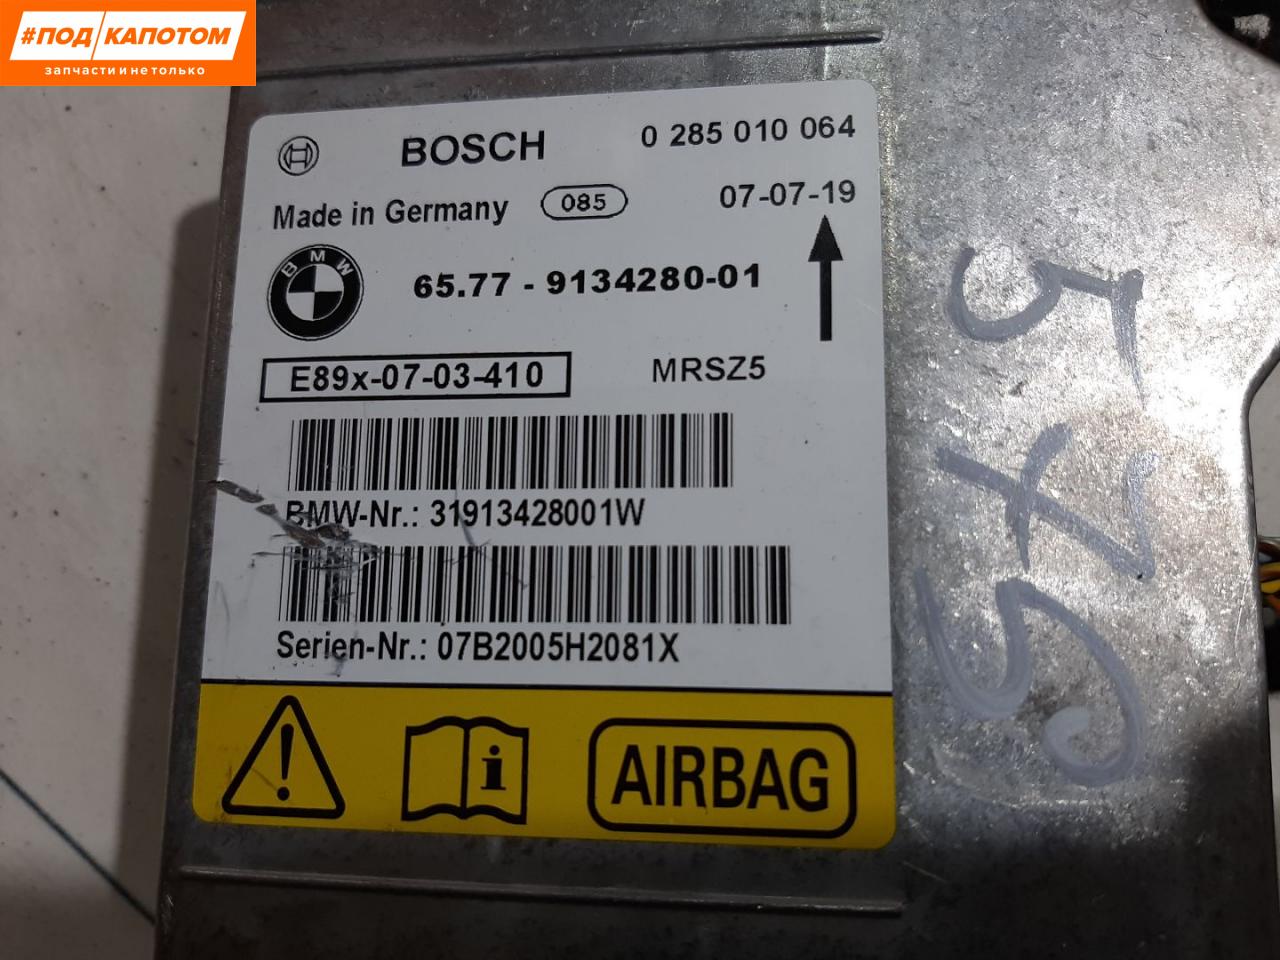 #ПОД КАПОТОМ
запчасти и не только
BOSCH 0 285 010 064
Made in Germany 085 07-07-19
BMW 65.77 - 9134280-01
E89x-07-03-410 MRSZ5
BMW-Nr.: 31913428001W
Serien-Nr.: 07B2005H2081X
AIRBAG